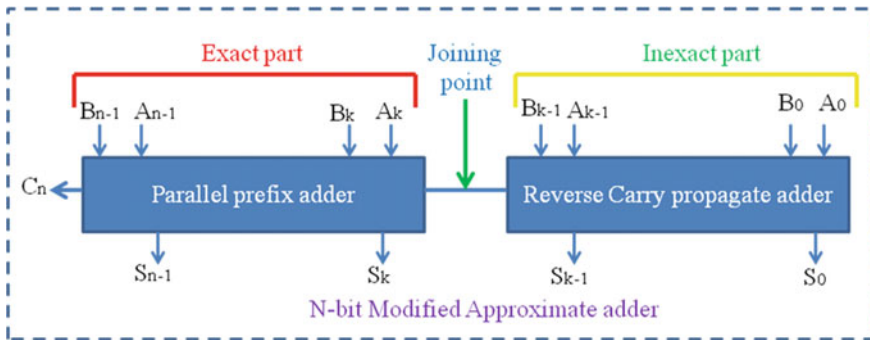 Exact part
Joining point
Inexact part
Bn-1 An-1 Bk Ak
Bk-1 Ak-1 B0 A0
Cn
Parallel prefix adder
Reverse Carry propagate adder
Sn-1 Sk
Sk-1 S0
N-bit Modified Approximate adder